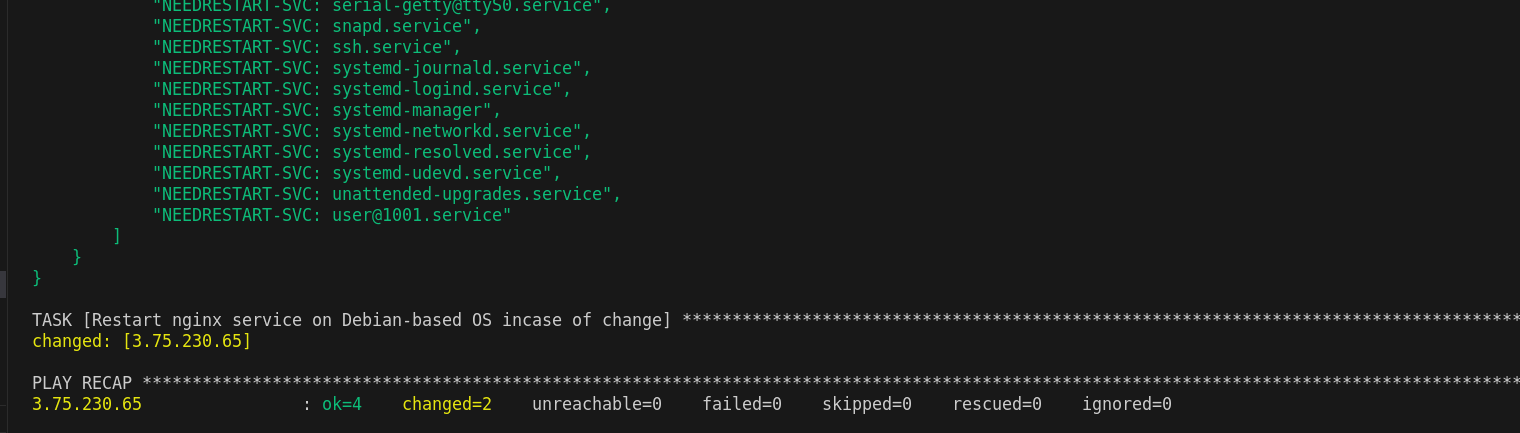 "NEEDRESTART-SVC: serial-getty@ttyS0.service",
"NEEDRESTART-SVC: snapd.service",
"NEEDRESTART-SVC: ssh.service",
"NEEDRESTART-SVC: systemd-journald.service",
"NEEDRESTART-SVC: systemd-logind.service",
"NEEDRESTART-SVC: systemd-manager",
"NEEDRESTART-SVC: systemd-networkd.service",
"NEEDRESTART-SVC: systemd-resolved.service",
"NEEDRESTART-SVC: systemd-udevd.service",
"NEEDRESTART-SVC: unattended-upgrades.service",
"NEEDRESTART-SVC: user@1001.service"
]
}
}
TASK [Restart nginx service on Debian-based OS incase of change] ************************************************************************************
changed: [3.75.230.65]
PLAY RECAP ******************************************************************************************************************************************
3.75.230.65 : ok=4 changed=2 unreachable=0 failed=0 skipped=0 rescued=0 ignored=0